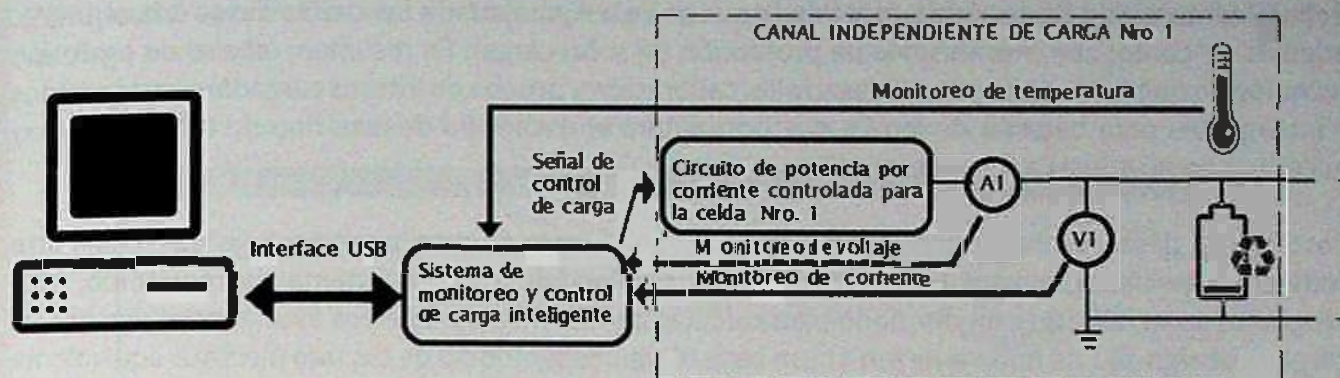 CANAL INDEPENDIENTE DE CARGA Nro 1
Monitoreo de temperatura
Señal de
control
de carga
Circuito de potencia por
corriente controlada para
la celda Nro. 1
A1
V1
Interface USB
Monitoreo de voltaje
Monitoreo de corriente
Sistema de
monitoreo y control
de carga inteligente